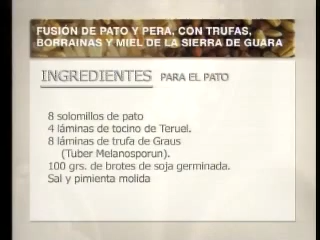 FUSIÓN DE PATO Y PERA, CON TRUFAS,
BORRAINAS Y MIEL DE LA SIERRA DE GUARA
INGREDIENTES PARA EL PATO
8 solomillos de pato
4 láminas de tocino de Teruel.
8 láminas de trufa de Graus
(Tuber Melanosporun).
100 grs. de brotes de soja germinada.
Sal y pimienta molida